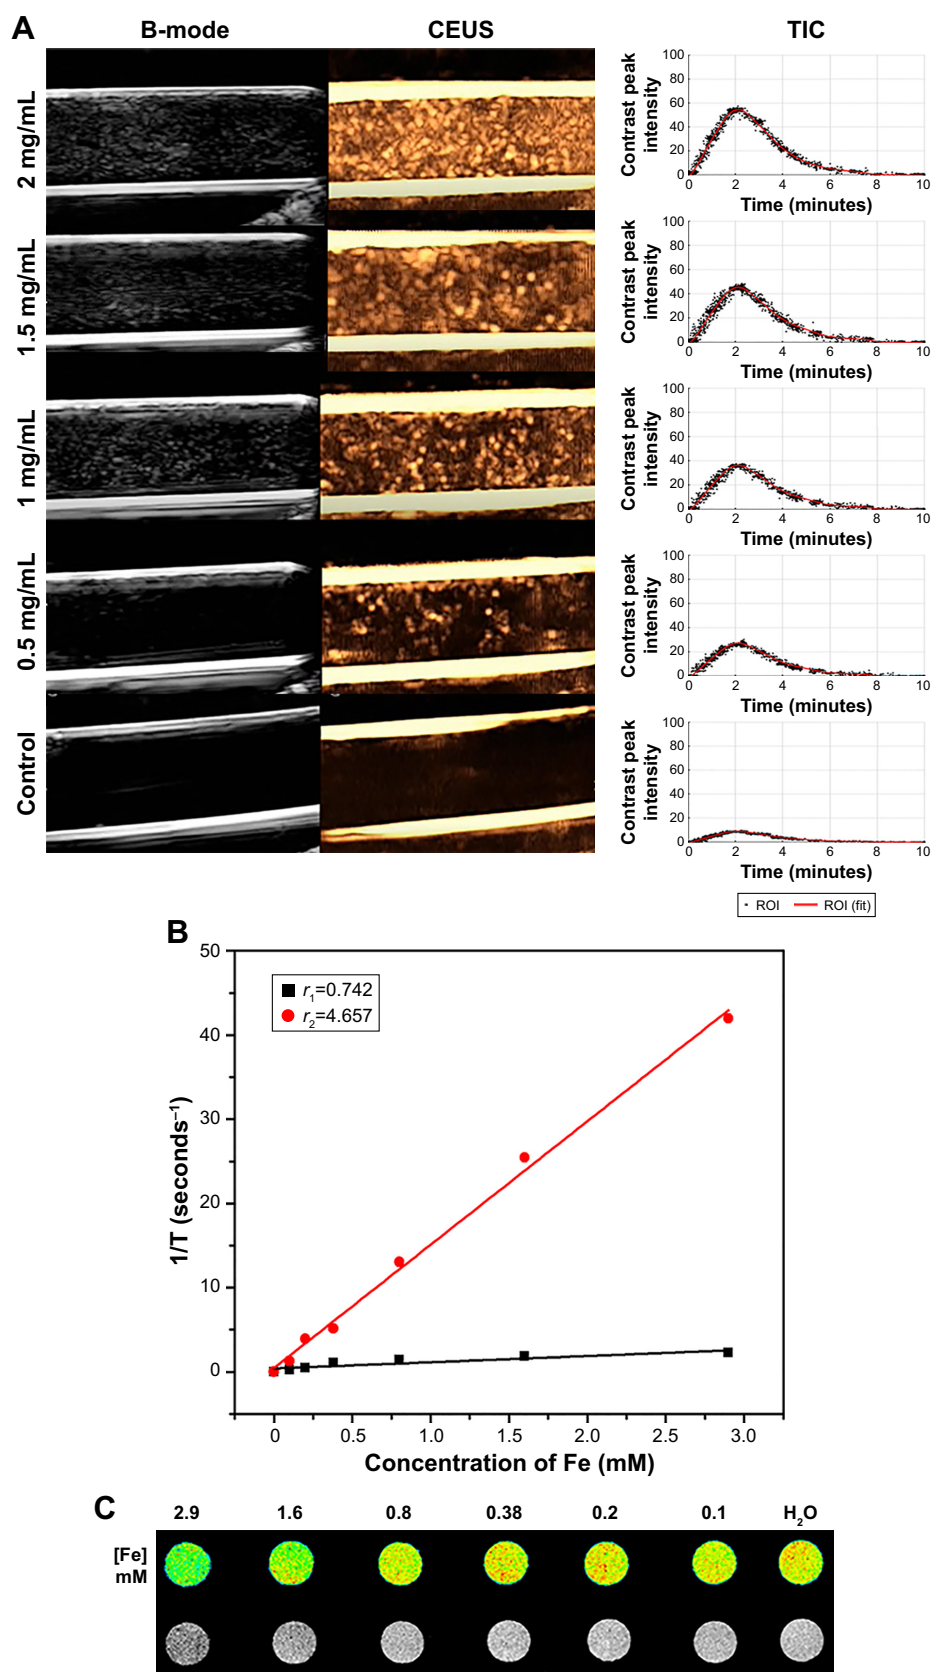 A
B-mode
CEUS
TIC
2 mg/mL
1.5 mg/mL
1 mg/mL
0.5 mg/mL
Control
Contrast peak
intensity
100
80
60
40
20
0
0 2 4 6 8 10
Time (minutes)
Contrast peak
intensity
100
80
60
40
20
0
0 2 4 6 8 10
Time (minutes)
Contrast peak
intensity
100
80
60
40
20
0
0 2 4 6 8 10
Time (minutes)
Contrast peak
intensity
100
80
60
40
20
0
0 2 4 6 8 10
Time (minutes)
Contrast peak
intensity
100
80
60
40
20
0
0 2 4 6 8 10
Time (minutes)
ROI ROI (fit)
B
50
40
30
20
10
0
r₁=0.742
r₂=4.657
1/T (seconds⁻¹)
0 0.5 1.0 1.5 2.0 2.5 3.0
Concentration of Fe (mM)
C
2.9 1.6 0.8 0.38 0.2 0.1 H₂O
[Fe]
mM